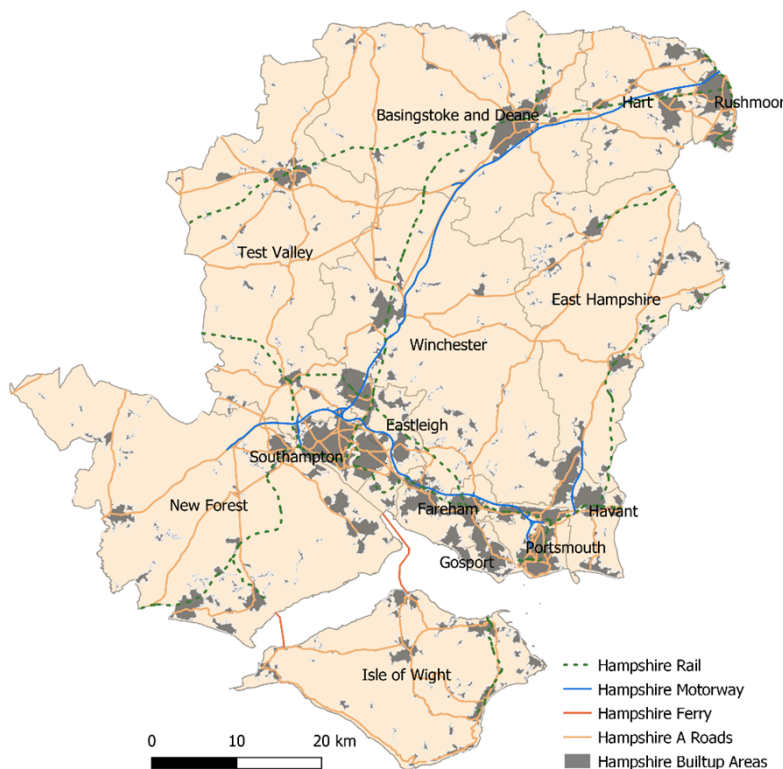 Basingstoke and Deane
Hart
Rushmoor
Test Valley
East Hampshire
Winchester
Eastleigh
Southampton
New Forest
Fareham
Havant
Portsmouth
Gosport
Isle of Wight
Hampshire Rail
Hampshire Motorway
Hampshire Ferry
Hampshire A Roads
Hampshire Builtup Areas
0 10 20 km